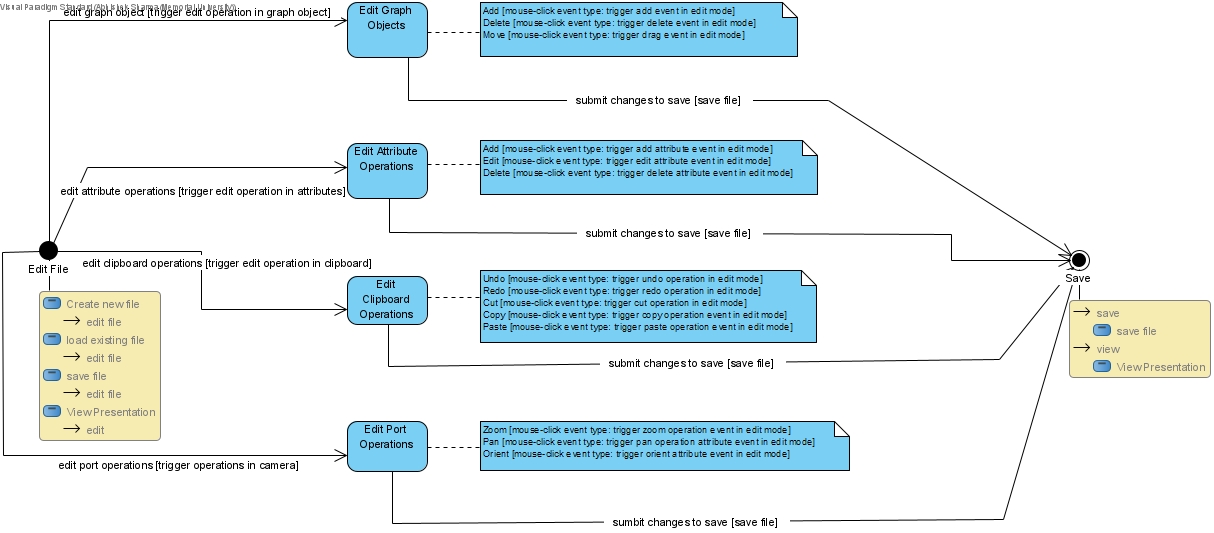 Visual Paradigm Standard (Abhishek Sharma(Memorial University))
edit graph object [trigger edit operation in graph object]
Edit Graph
Objects
Add [mouse-click event type: trigger add event in edit mode]
Delete [mouse-click event type: trigger delete event in edit mode]
Move [mouse-click event type: trigger drag event in edit mode]
submit changes to save [save file]
Edit Attribute
Operations
Add [mouse-click event type: trigger add attribute event in edit mode]
Edit [mouse-click event type: trigger edit attribute event in edit mode]
Delete [mouse-click event type: trigger delete attribute event in edit mode]
edit attribute operations [trigger edit operation in attributes]
submit changes to save [save file]
Edit File
edit clipboard operations [trigger edit operation in clipboard]
Edit
Clipboard
Operations
Undo [mouse-click event type: trigger undo operation in edit mode]
Redo [mouse-click event type: trigger redo operation in edit mode]
Cut [mouse-click event type: trigger cut operation in edit mode]
Copy [mouse-click event type: trigger copy operation event in edit mode]
Paste [mouse-click event type: trigger paste operation event in edit mode]
Save
Create new file
edit file
load existing file
edit file
save file
edit file
View Presentation
edit
save
save file
view
View Presentation
submit changes to save [save file]
Edit Port
Operations
Zoom [mouse-click event type: trigger zoom operation event in edit mode]
Pan [mouse-click event type: trigger pan operation attribute event in edit mode]
Orient [mouse-click event type: trigger orient attribute event in edit mode]
edit port operations [trigger operations in camera]
sumbit changes to save [save file]